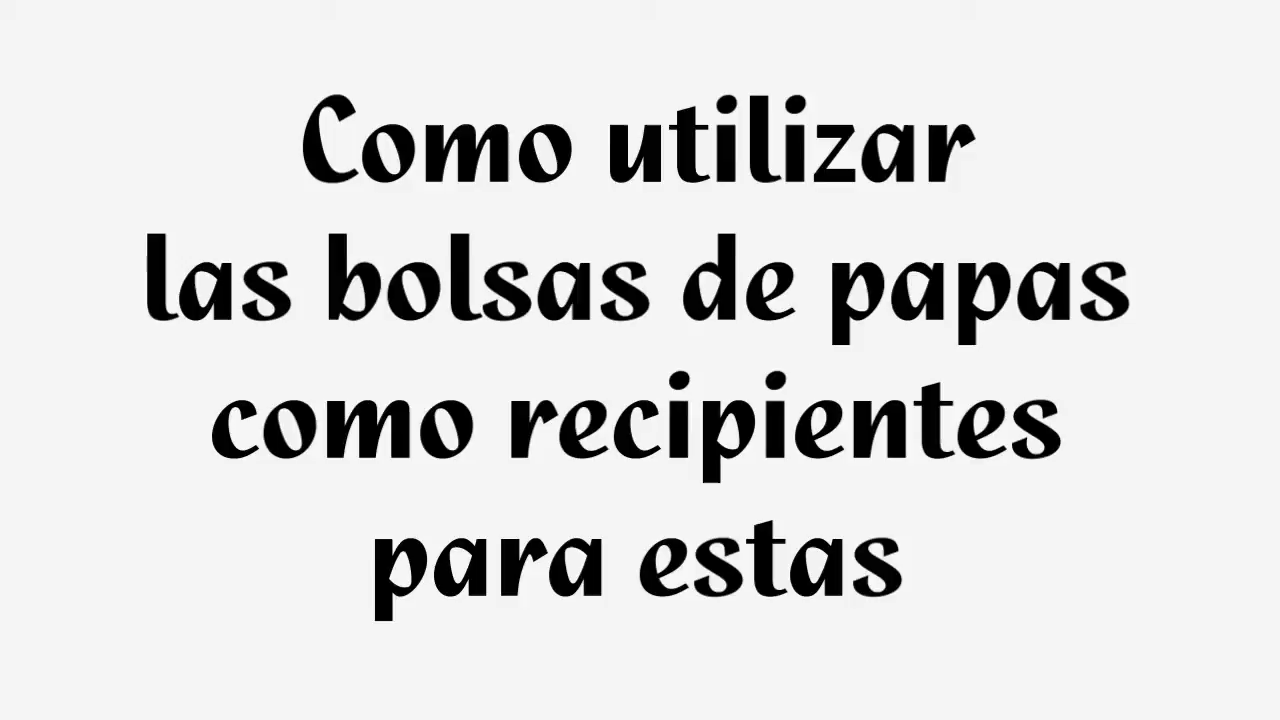 Como utilizar
las bolsas de papas
como recipientes
para estas